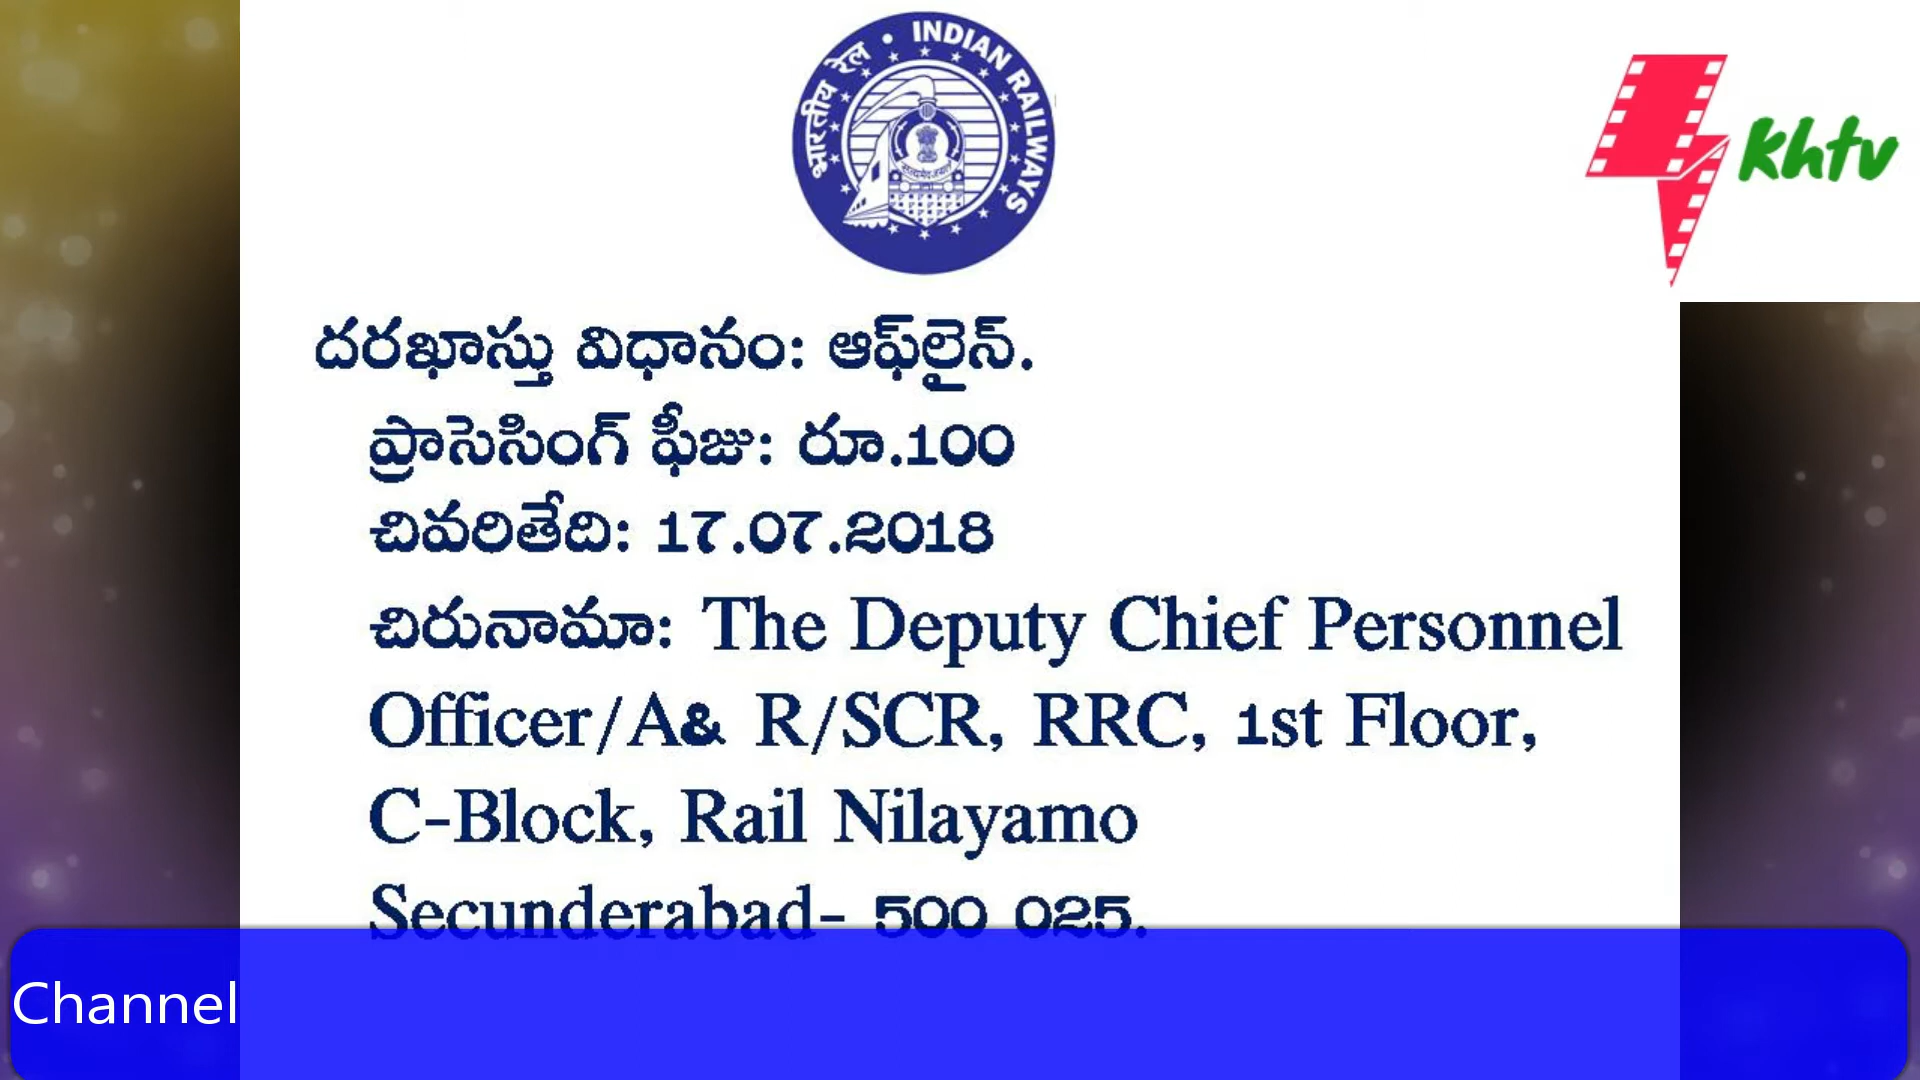 भारतीय रेल • INDIAN RAILWAYS
Khtv
దరఖాస్తు విధానం: ఆఫ్‌లైన్.
ప్రాసెసింగ్ ఫీజు: రూ.100
చివరితేది: 17.07.2018
చిరునామా: The Deputy Chief Personnel
Officer/A& R/SCR, RRC, 1st Floor,
C-Block, Rail Nilayamo
Secunderabad- 500 025.
Channel